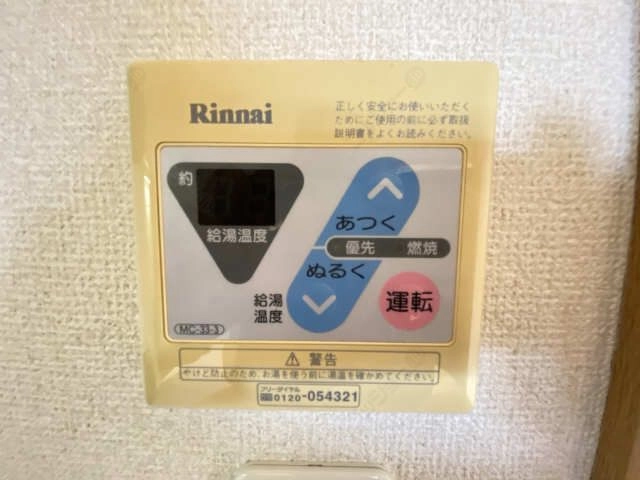 Rinnai
正しく安全にお使いいただく
ためにご使用の前に必ず取扱
説明書をよくお読みください。
約
給湯温度
あつく
優先 燃焼
ぬるく
給湯
温度
運転
MC-33-3
⚠ 警告
やけど防止のため、お湯を使う前に湯温を確かめてください。
フリーダイヤル
0120-054321